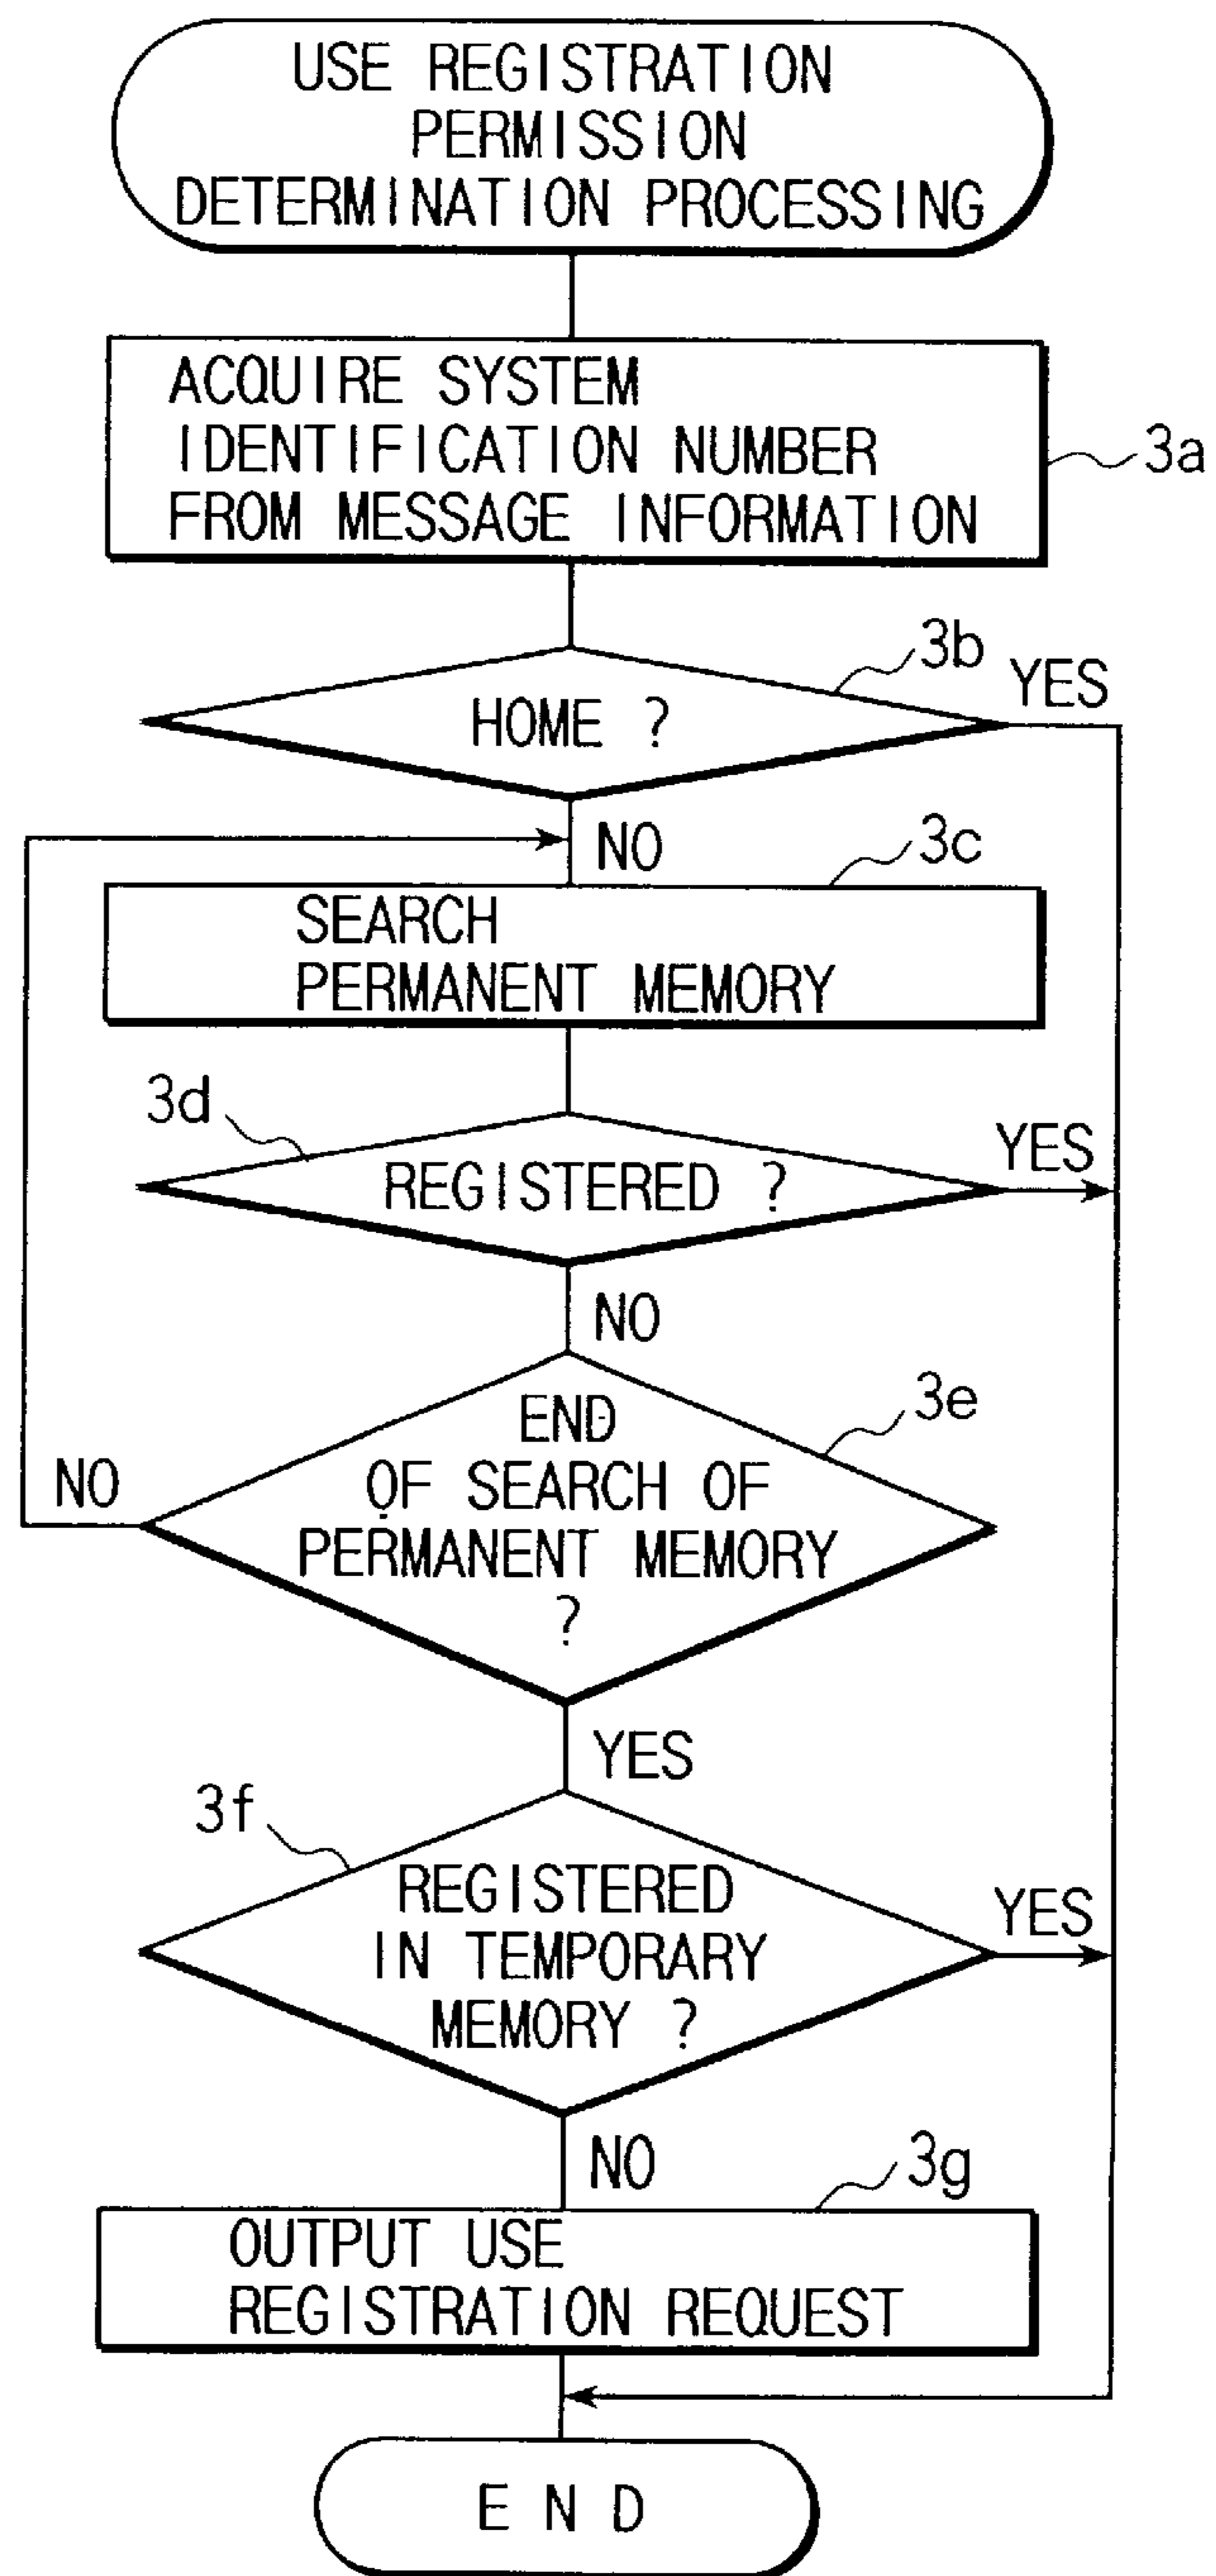 USE REGISTRATION
PERMISSION
DETERMINATION PROCESSING
ACQUIRE SYSTEM
IDENTIFICATION NUMBER
FROM MESSAGE INFORMATION
3a
3b
YES
HOME ?
NO
3c
SEARCH
PERMANENT MEMORY
3d
YES
REGISTERED ?
NO
3e
END
OF SEARCH OF
PERMANENT MEMORY
?
NO
YES
3f
REGISTERED
IN TEMPORARY
MEMORY ?
YES
NO
3g
OUTPUT USE
REGISTRATION REQUEST
END